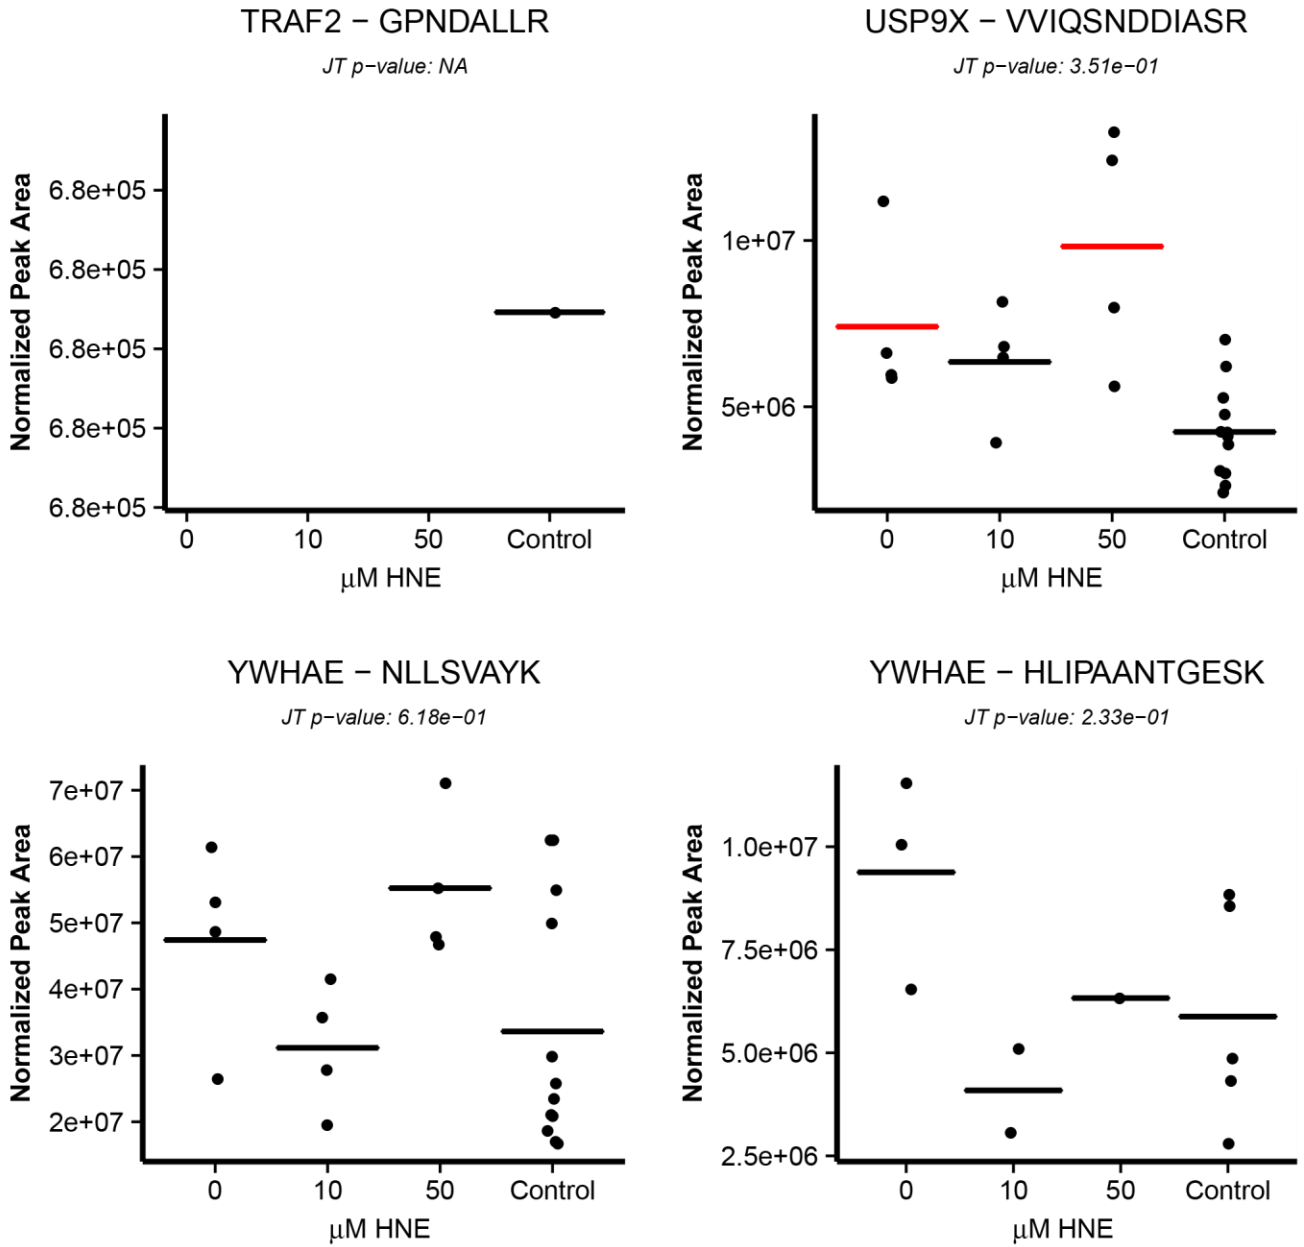 TRAF2 − GPNDALLR
JT p−value: NA
Normalized Peak Area
6.8e+05
6.8e+05
6.8e+05
6.8e+05
6.8e+05
0 10 50 Control
μM HNE
USP9X − VVIQSNDDIASR
JT p−value: 3.51e−01
Normalized Peak Area
1e+07
5e+06
0 10 50 Control
μM HNE
YWHAE − NLLSVAYK
JT p−value: 6.18e−01
Normalized Peak Area
7e+07
6e+07
5e+07
4e+07
3e+07
2e+07
0 10 50 Control
μM HNE
YWHAE − HLIPAANTGESK
JT p−value: 2.33e−01
Normalized Peak Area
1.0e+07
7.5e+06
5.0e+06
2.5e+06
0 10 50 Control
μM HNE